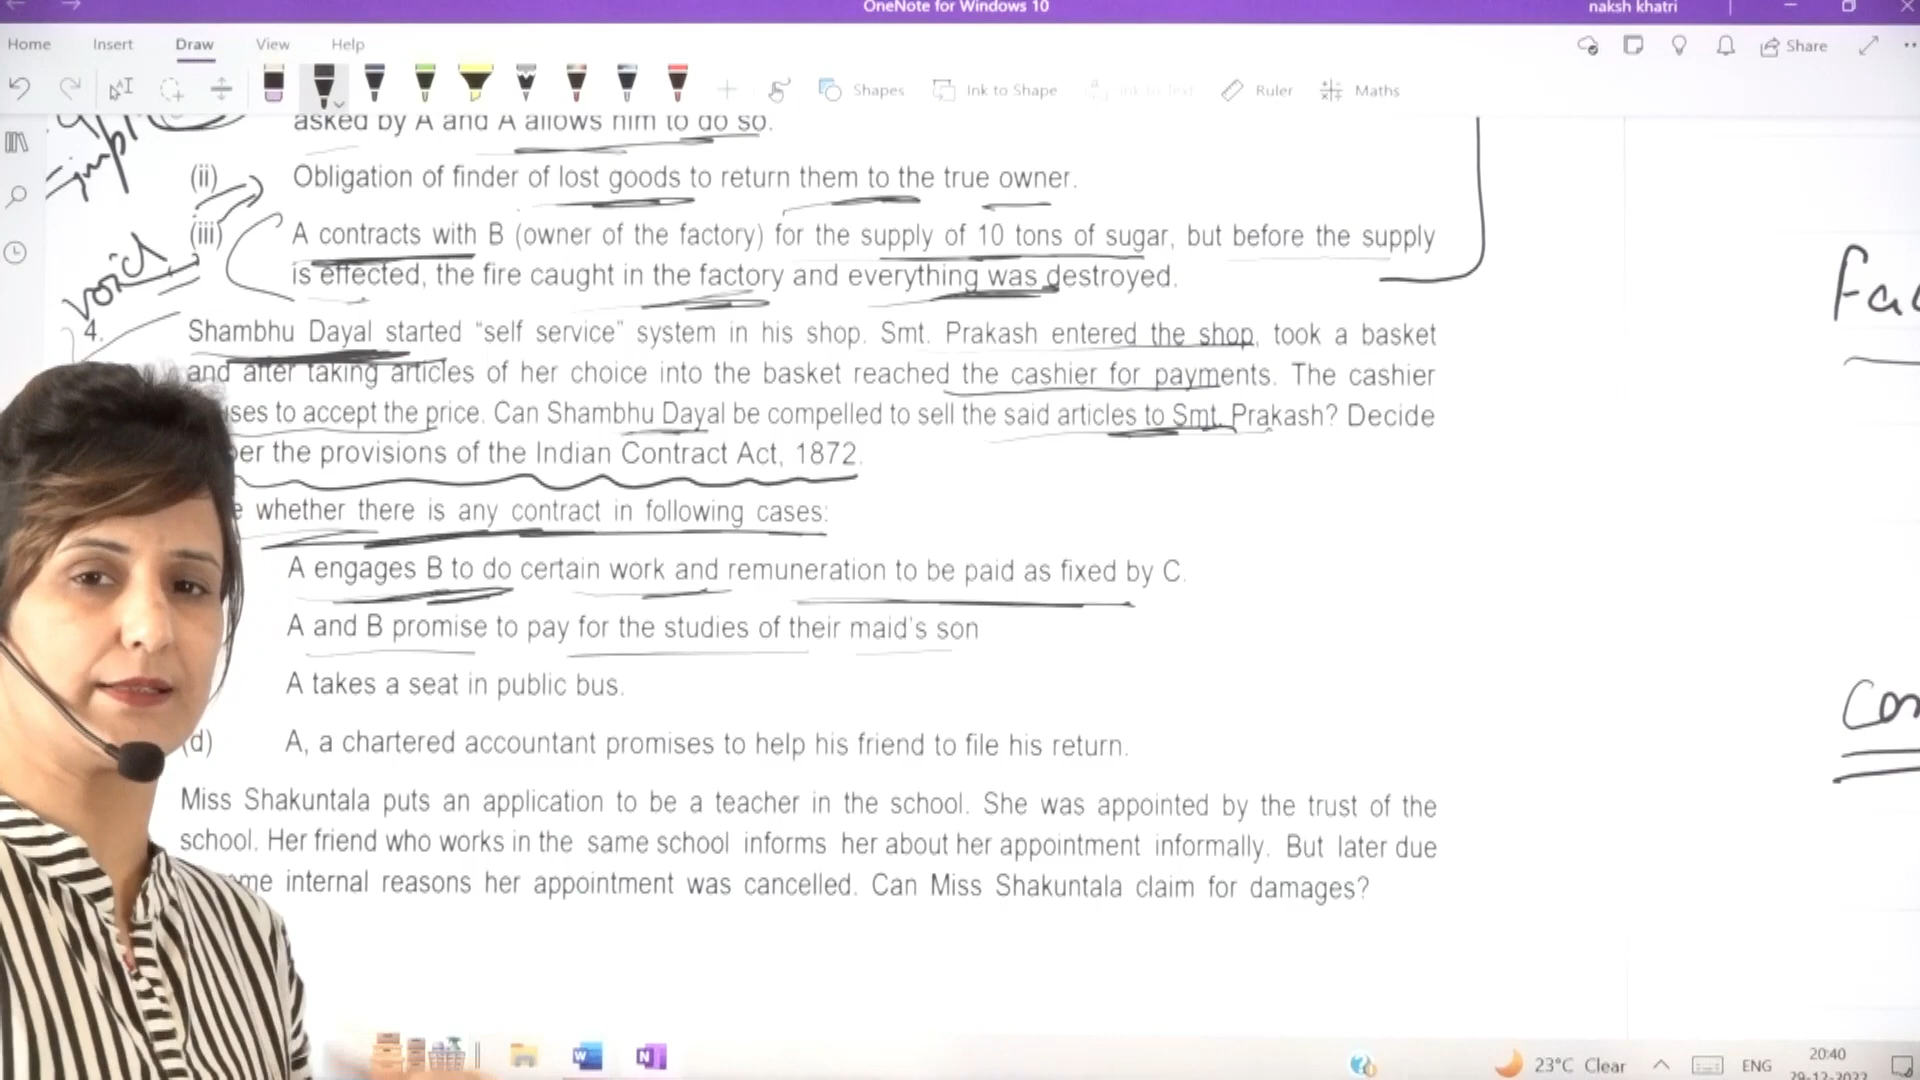 OneNote for Windows 10
naksh khatri
Home Insert Draw View Help
Share
Shapes Ink to Shape Ink to Text Ruler Maths
asked by A and A allows him to do so.
(ii) Obligation of finder of lost goods to return them to the true owner.
(iii) A contracts with B (owner of the factory) for the supply of 10 tons of sugar, but before the supply
is effected, the fire caught in the factory and everything was destroyed.
void
4. Shambhu Dayal started “self service” system in his shop. Smt. Prakash entered the shop, took a basket
and after taking articles of her choice into the basket reached the cashier for payments. The cashier
uses to accept the price. Can Shambhu Dayal be compelled to sell the said articles to Smt. Prakash? Decide
per the provisions of the Indian Contract Act, 1872.
e whether there is any contract in following cases:
A engages B to do certain work and remuneration to be paid as fixed by C.
A and B promise to pay for the studies of their maid's son
A takes a seat in public bus.
(d) A, a chartered accountant promises to help his friend to file his return.
Miss Shakuntala puts an application to be a teacher in the school. She was appointed by the trust of the
school. Her friend who works in the same school informs her about her appointment informally. But later due
me internal reasons her appointment was cancelled. Can Miss Shakuntala claim for damages?
Fac
Con
23°C Clear
ENG
20:40
29-12-2022